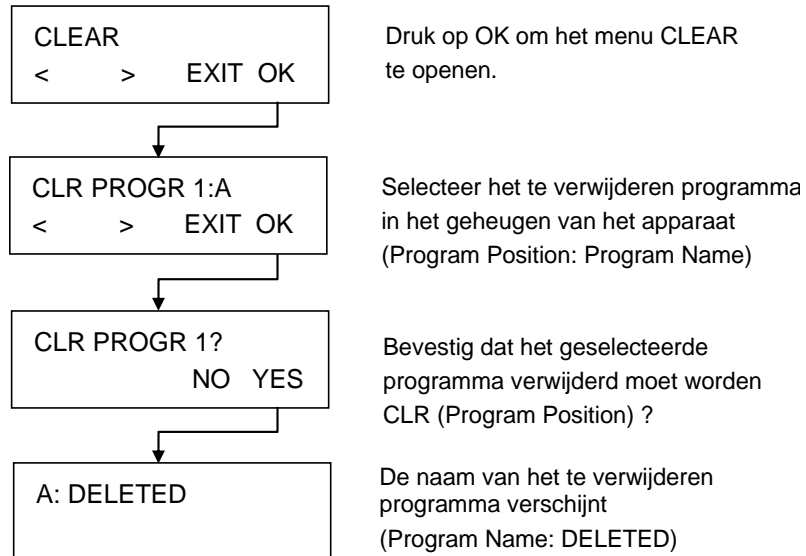 CLEAR
< > EXIT OK
Druk op OK om het menu CLEAR
te openen.
CLR PROGR 1:A
< > EXIT OK
Selecteer het te verwijderen programma
in het geheugen van het apparaat
(Program Position: Program Name)
CLR PROGR 1?
NO YES
Bevestig dat het geselecteerde
programma verwijderd moet worden
CLR (Program Position) ?
A: DELETED
De naam van het te verwijderen
programma verschijnt
(Program Name: DELETED)